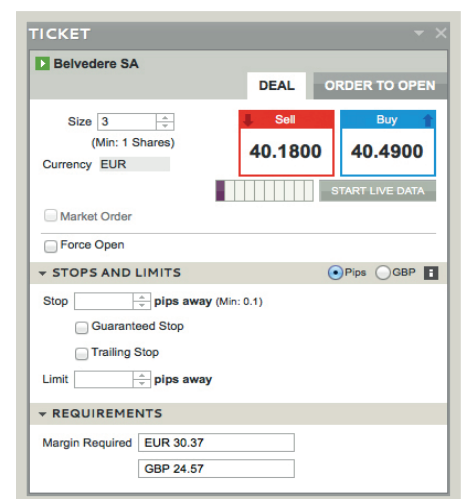 TICKET
Belvedere SA
DEAL ORDER TO OPEN
Size 3
(Min: 1 Shares)
Currency EUR
Sell
40.1800
Buy
40.4900
START LIVE DATA
Market Order
Force Open
STOPS AND LIMITS Pips GBP i
Stop pips away (Min: 0.1)
Guaranteed Stop
Trailing Stop
Limit pips away
REQUIREMENTS
Margin Required EUR 30.37
GBP 24.57